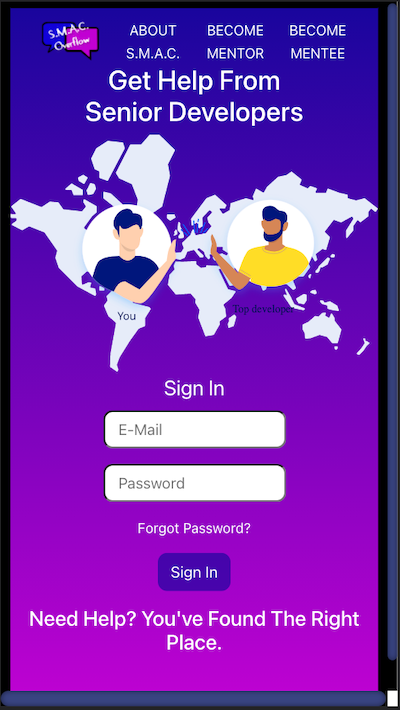 S.M.A.C.
Overflow
ABOUT
S.M.A.C.
BECOME
MENTOR
BECOME
MENTEE
Get Help From
Senior Developers
You
Top developer
Sign In
E-Mail
Password
Forgot Password?
Sign In
Need Help? You've Found The Right
Place.